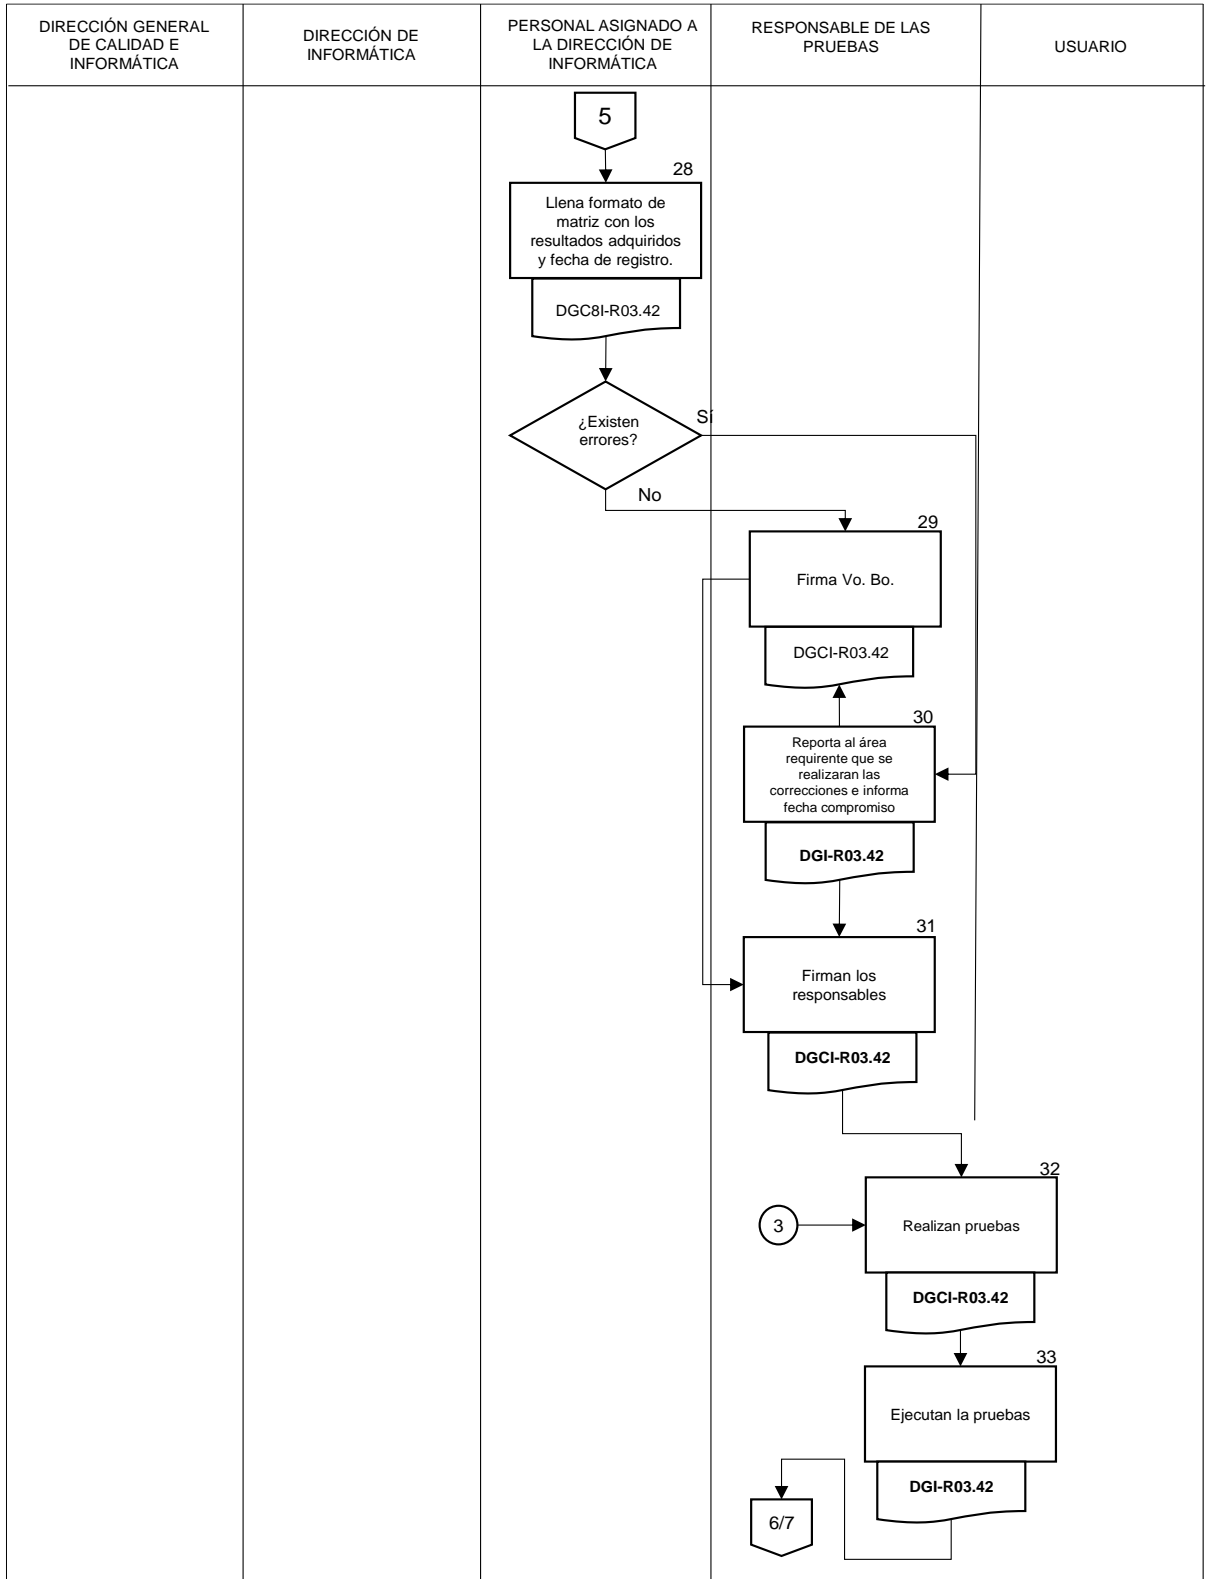 DIRECCIÓN GENERAL
DE CALIDAD E
INFORMÁTICA
DIRECCIÓN DE
INFORMÁTICA
PERSONAL ASIGNADO A
LA DIRECCIÓN DE
INFORMÁTICA
RESPONSABLE DE LAS
PRUEBAS
USUARIO
5
28
Llena formato de
matriz con los
resultados adquiridos
y fecha de registro.
DGC8I-R03.42
¿Existen
errores?
Sí
No
29
Firma Vo. Bo.
DGCI-R03.42
30
Reporta al área
requirente que se
realizaran las
correcciones e informa
fecha compromiso
DGI-R03.42
31
Firman los
responsables
DGCI-R03.42
32
3
Realizan pruebas
DGCI-R03.42
33
Ejecutan la pruebas
DGI-R03.42
6/7